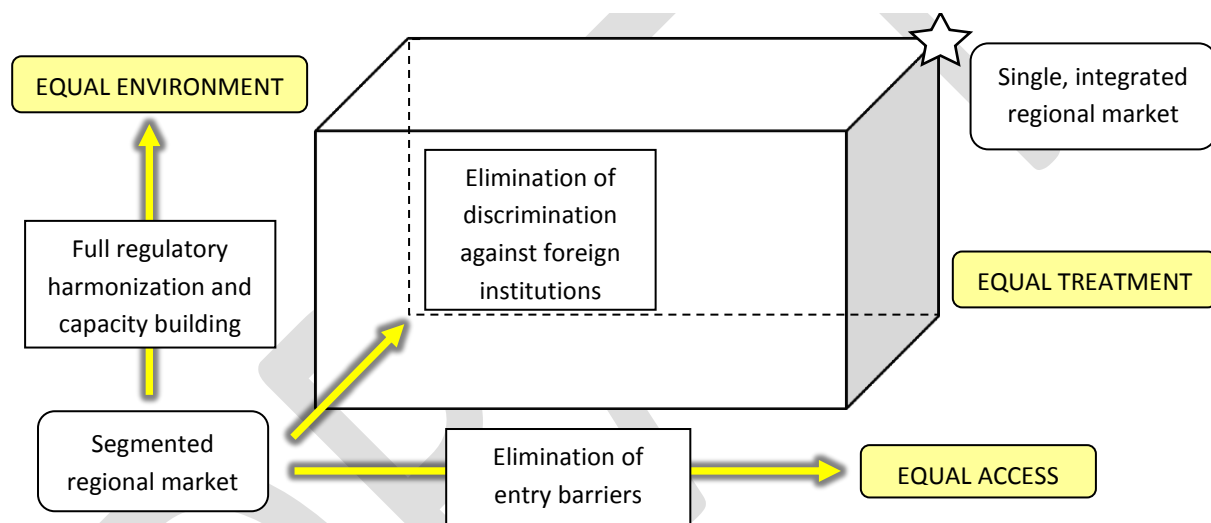 EQUAL ENVIRONMENT
Single, integrated
regional market
Elimination of
discrimination
against foreign
institutions
Full regulatory
harmonization and
capacity building
EQUAL TREATMENT
Segmented
regional market
Elimination of
entry barriers
EQUAL ACCESS